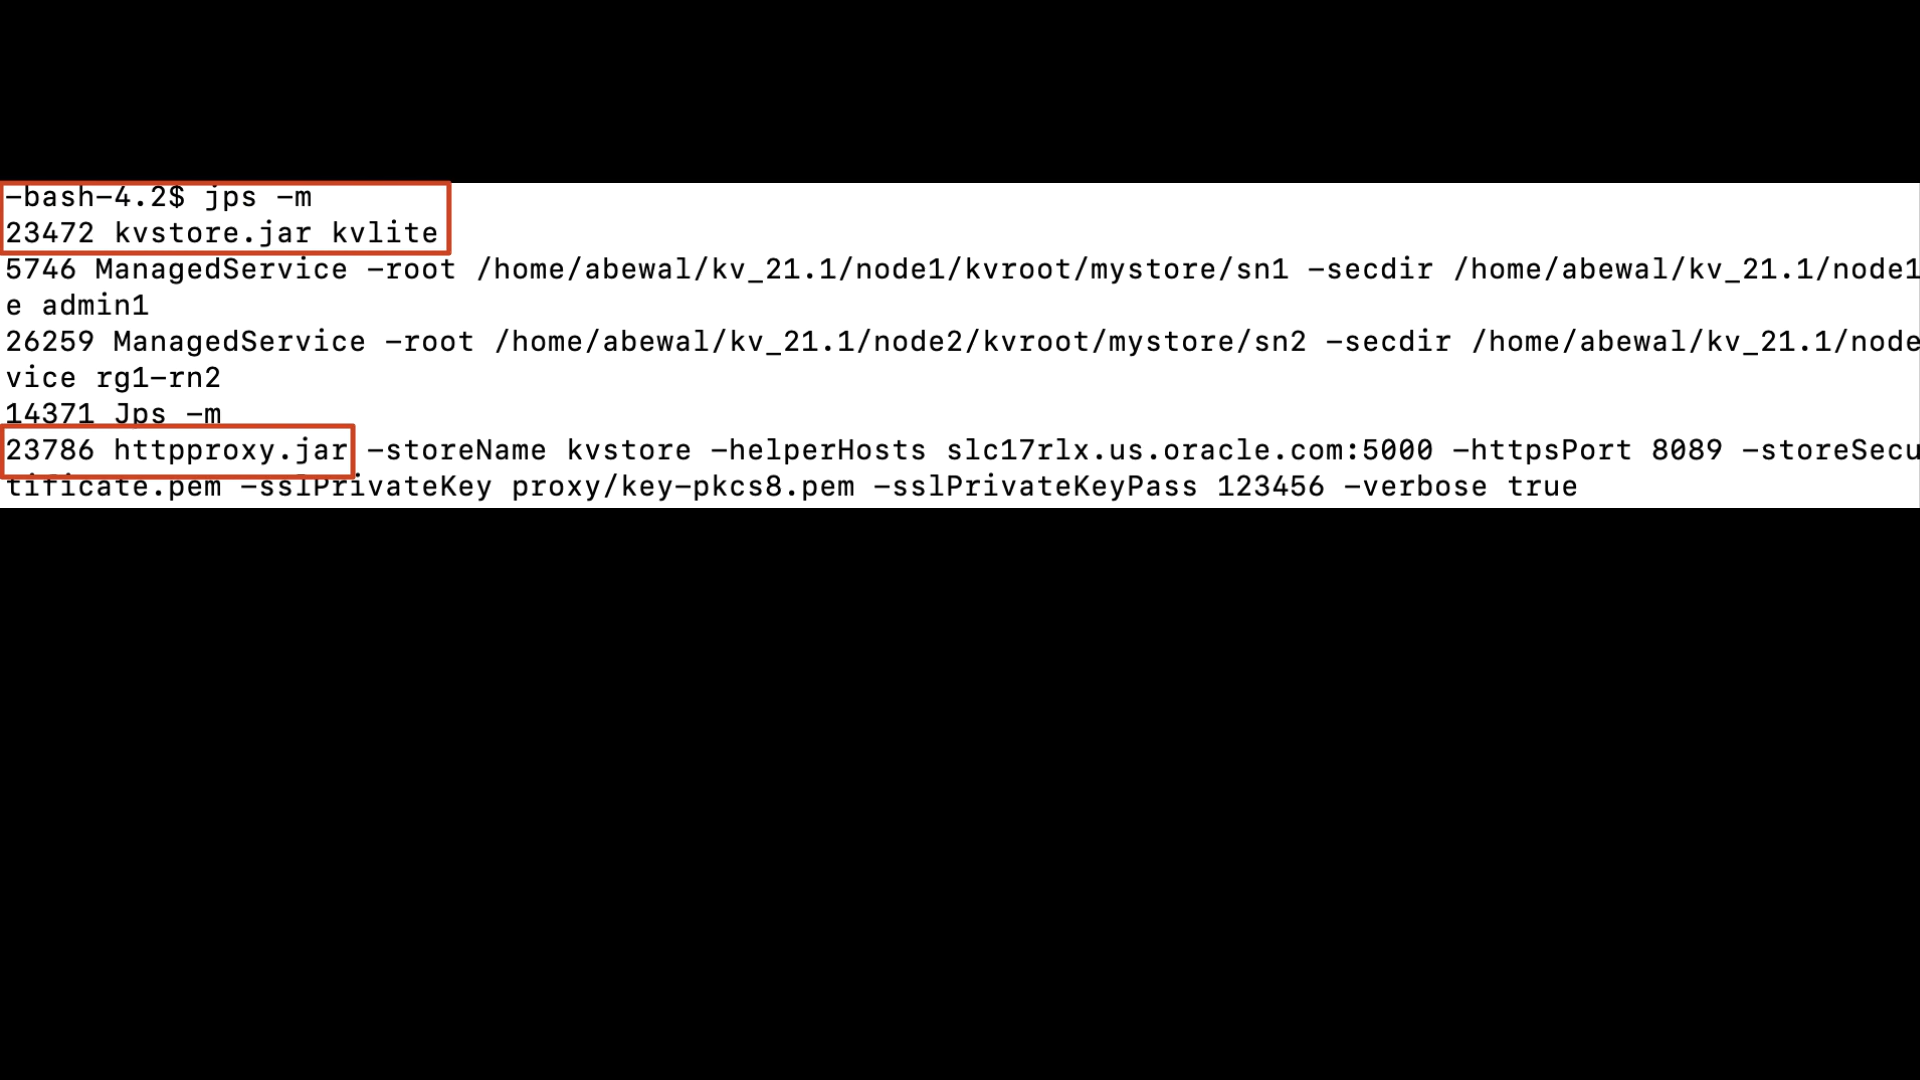 -bash-4.2$ jps -m
23472 kvstore.jar kvlite
5746 ManagedService -root /home/abewal/kv_21.1/node1/kvroot/mystore/sn1 -secdir /home/abewal/kv_21.1/node1
e admin1
26259 ManagedService -root /home/abewal/kv_21.1/node2/kvroot/mystore/sn2 -secdir /home/abewal/kv_21.1/node
vice rg1-rn2
14371 Jps -m
23786 httpproxy.jar -storeName kvstore -helperHosts slc17rlx.us.oracle.com:5000 -httpsPort 8089 -storeSecu
tificate.pem -sslPrivateKey proxy/key-pkcs8.pem -sslPrivateKeyPass 123456 -verbose true